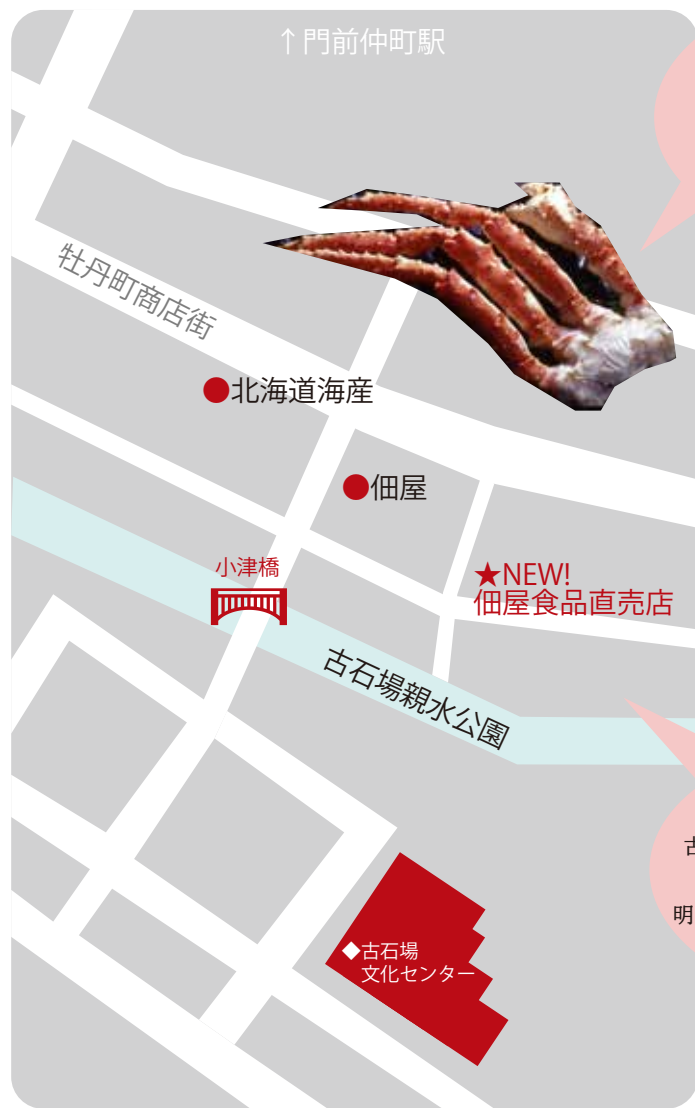 ↑門前仲町駅
牡丹町商店街
●北海道海産
●佃屋
小津橋
★NEW!
佃屋食品直売店
古石場親水公園
古
明
◆古石場
文化センター